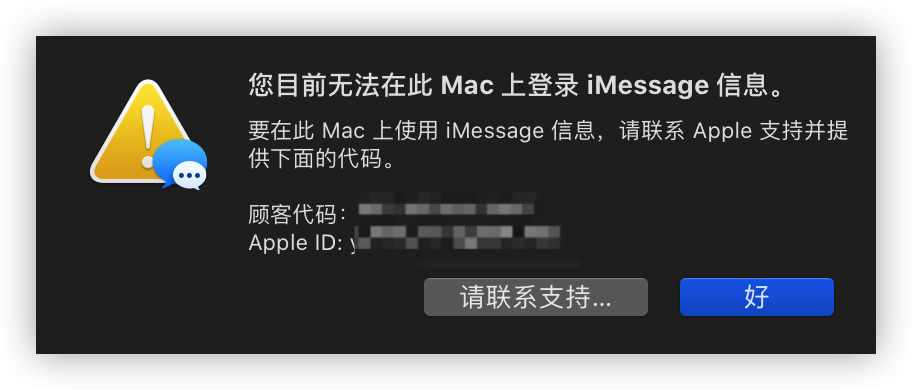 您目前无法在此 Mac 上登录 iMessage 信息。
要在此 Mac 上使用 iMessage 信息，请联系 Apple 支持并提
供下面的代码。
顾客代码：
Apple ID:
请联系支持...
好